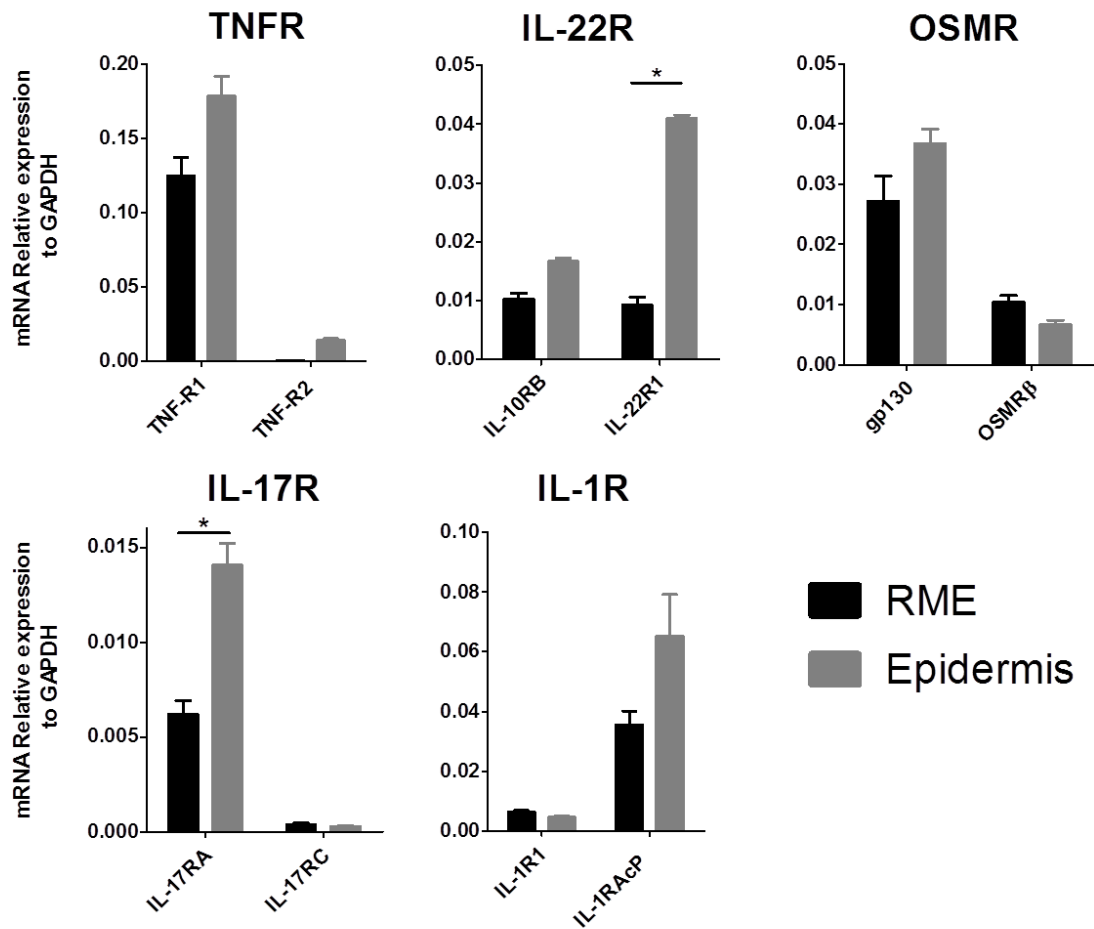 TNFR
mRNA Relative expression
to GAPDH
0.20
0.15
0.10
0.05
0.00
TNF-R1
TNF-R2
IL-22R
0.05
0.04
0.03
0.02
0.01
0.00
*
IL-10RB
IL-22R1
OSMR
0.05
0.04
0.03
0.02
0.01
0.00
gp130
OSMRβ
IL-17R
mRNA Relative expression
to GAPDH
0.015
0.010
0.005
0.000
*
IL-17RA
IL-17RC
IL-1R
0.10
0.08
0.06
0.04
0.02
0.00
IL-1R1
IL-1RAcP
RME
Epidermis